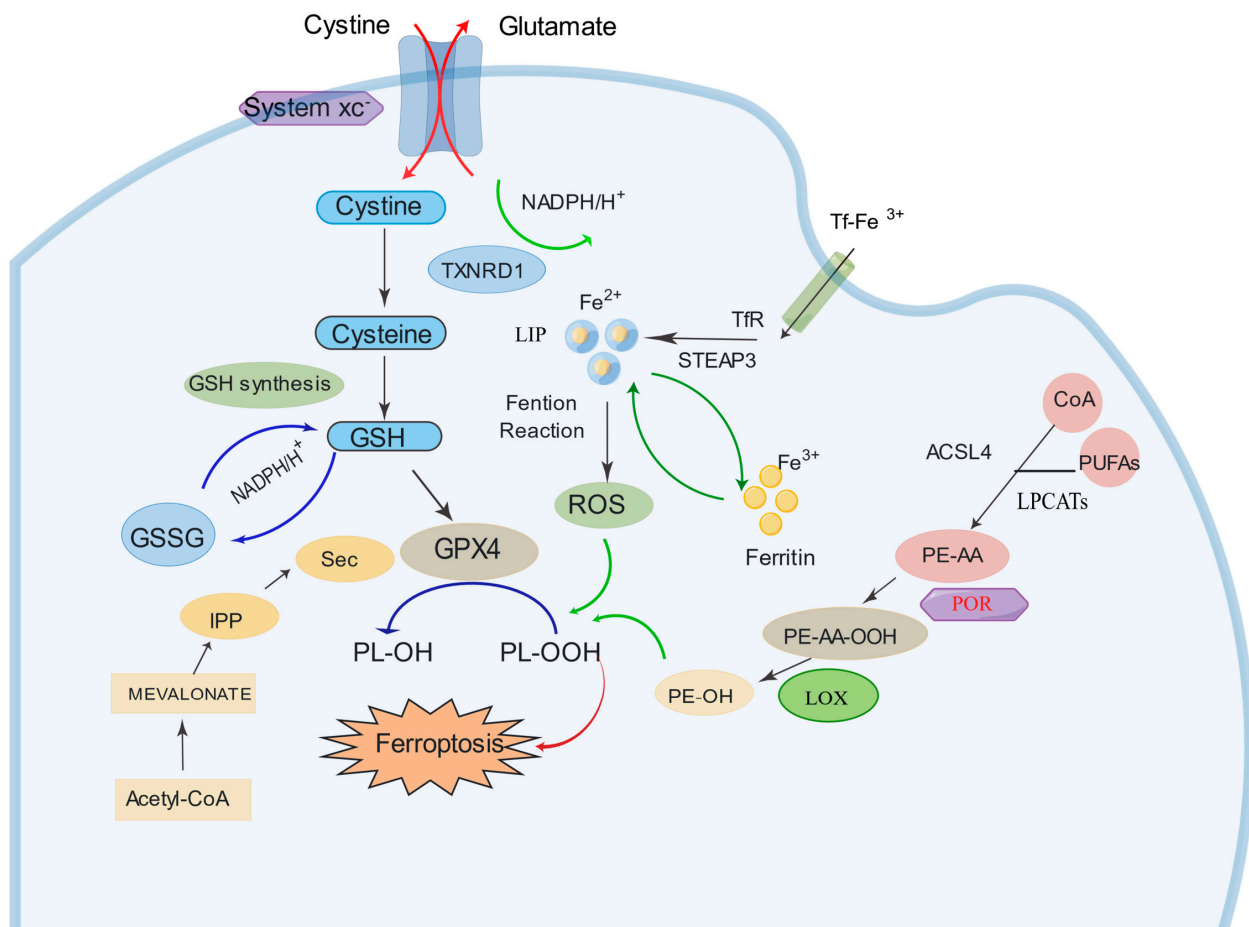 Cystine
Glutamate
System xc-
Cystine
NADPH/H+
TXNRD1
Tf-Fe 3+
Fe2+
LIP
TfR
STEAP3
Cysteine
GSH synthesis
GSH
NADPH/H+
GSSG
Fention
Reaction
ROS
Fe3+
Ferritin
CoA
ACSL4
PUFAs
LPCATs
PE-AA
POR
PE-AA-OOH
LOX
PE-OH
GPX4
Sec
IPP
PL-OH
PL-OOH
MEVALONATE
Ferroptosis
Acetyl-CoA